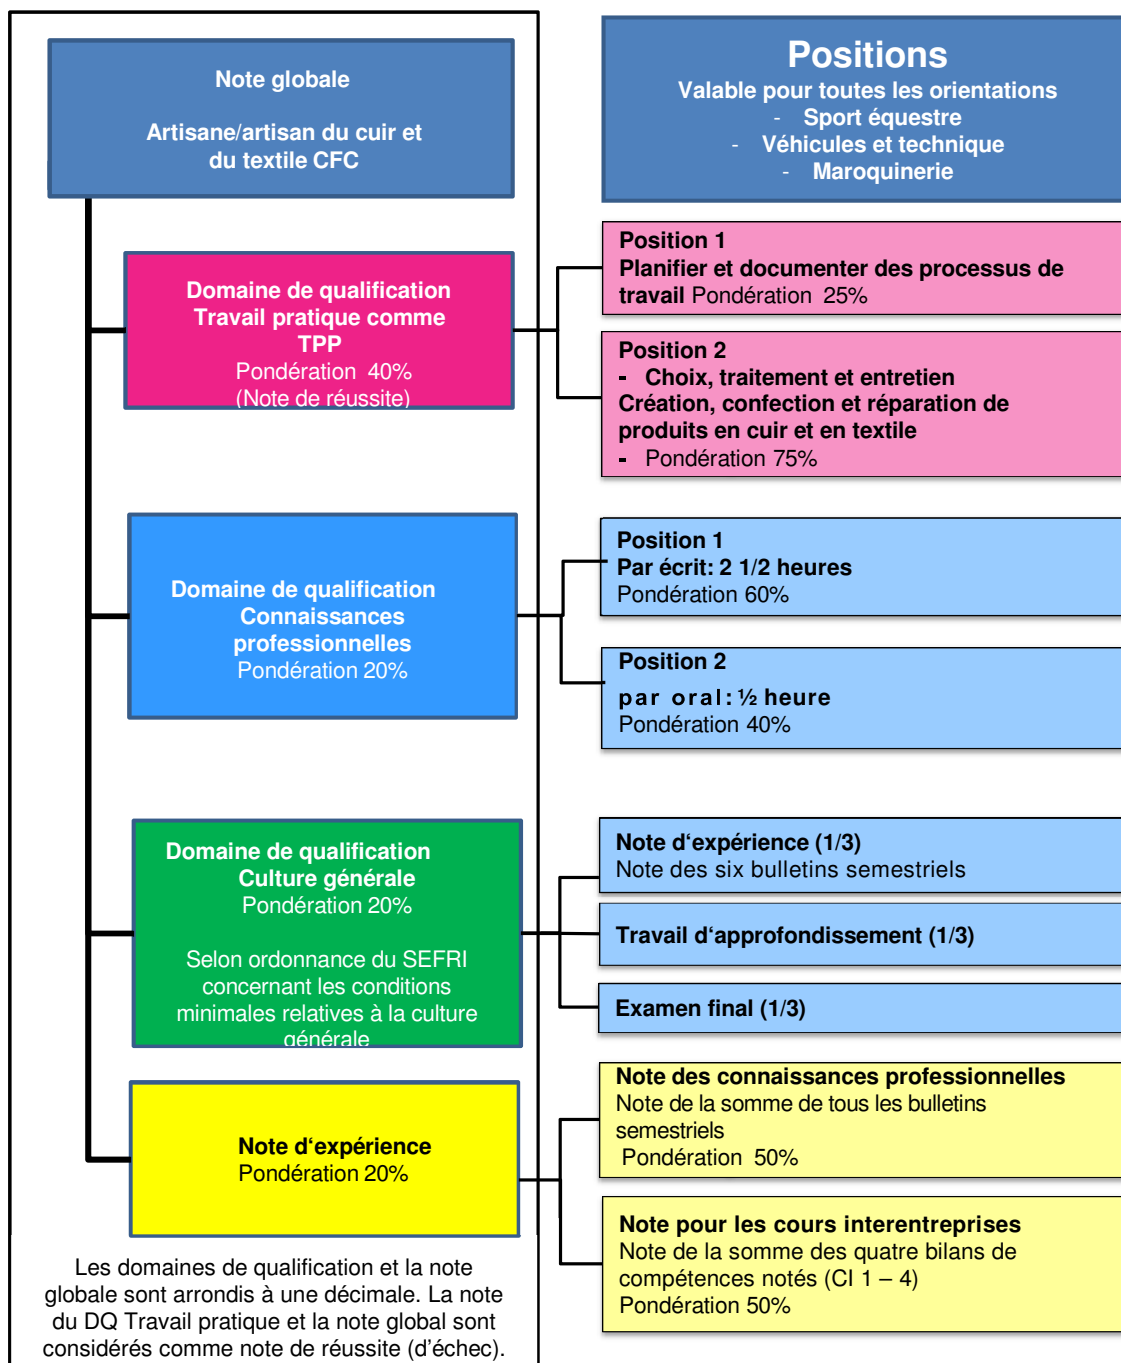 Note globale
Artisane/artisan du cuir et
du textile CFC
Positions
Valable pour toutes les orientations
- Sport équestre
- Véhicules et technique
- Maroquinerie
Domaine de qualification
Travail pratique comme
TPP
Pondération 40%
(Note de réussite)
Position 1
Planifier et documenter des processus de
travail Pondération 25%
Position 2
- Choix, traitement et entretien
Création, confection et réparation de
produits en cuir et en textile
- Pondération 75%
Domaine de qualification
Connaissances
professionnelles
Pondération 20%
Position 1
Par écrit: 2 1/2 heures
Pondération 60%
Position 2
par oral: ½ heure
Pondération 40%
Domaine de qualification
Culture générale
Pondération 20%
Selon ordonnance du SEFRI
concernant les conditions
minimales relatives à la culture
générale
Note d‘expérience (1/3)
Note des six bulletins semestriels
Travail d‘approfondissement (1/3)
Examen final (1/3)
Note d‘expérience
Pondération 20%
Note des connaissances professionnelles
Note de la somme de tous les bulletins
semestriels
Pondération 50%
Note pour les cours interentreprises
Note de la somme des quatre bilans de
compétences notés (CI 1 – 4)
Pondération 50%
Les domaines de qualification et la note
globale sont arrondis à une décimale. La note
du DQ Travail pratique et la note global sont
considérés comme note de réussite (d’échec).